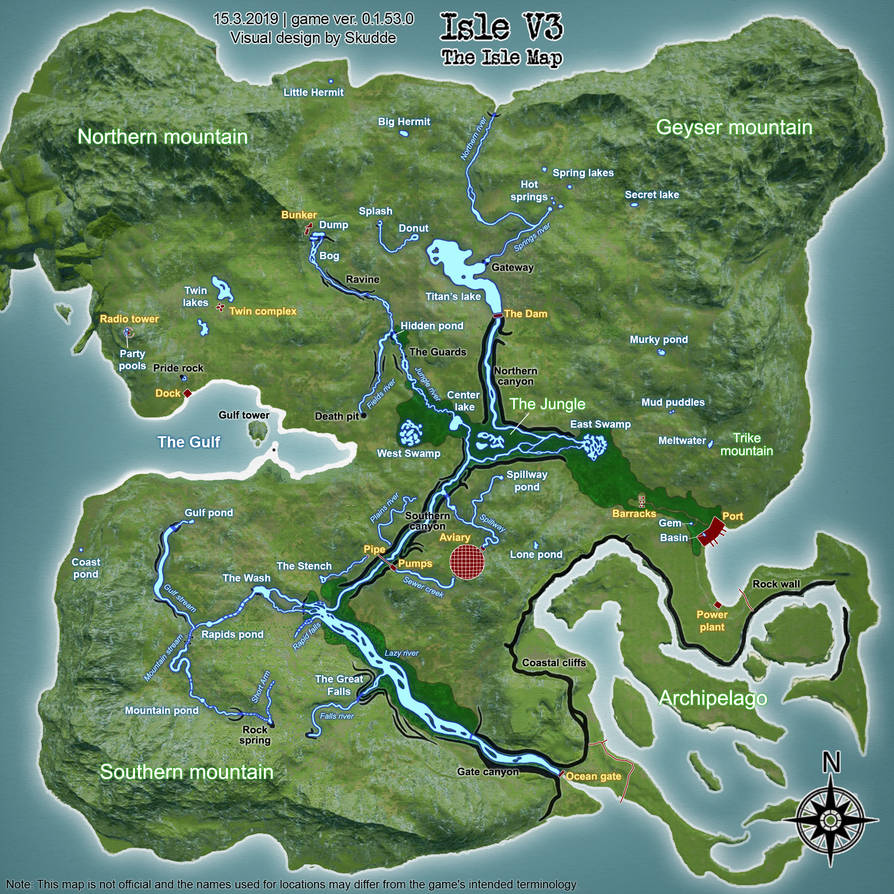 15.3.2019 | game ver. 0.1.53.0
Visual design by Skudde
Isle V3
The Isle Map
Little Hermit
Northern mountain
Big Hermit
Northern river
Geyser mountain
Spring lakes
Hot
springs
Secret lake
Springs river
Bunker
Dump
Splash
Donut
Bog
Gateway
Ravine
Titan's lake
Twin
lakes
Twin complex
The Dam
Radio tower
Hidden pond
Party
pools
The Guards
Murky pond
Pride rock
Northern
canyon
Jungle river
Fields river
Dock
Center
lake
The Jungle
Mud puddles
Gulf tower
Death pit
East Swamp
The Gulf
West Swamp
Meltwater
Trike
mountain
Spillway
pond
Plains river
Gulf pond
Southern
canyon
Spillway
Barracks
Gem
Port
Basin
Aviary
Pipe
Lone pond
Coast
pond
The Stench
Pumps
The Wash
Sewer creek
Rock wall
Gulf stream
Power
plant
Rapids pond
Rapid falls
Mountain stream
Lazy river
Coastal cliffs
Short Arm
The Great
Falls
Archipelago
Mountain pond
Falls river
Rock
spring
Southern mountain
Gate canyon
Ocean gate
N
Note: This map is not official and the names used for locations may differ from the game's intended terminology